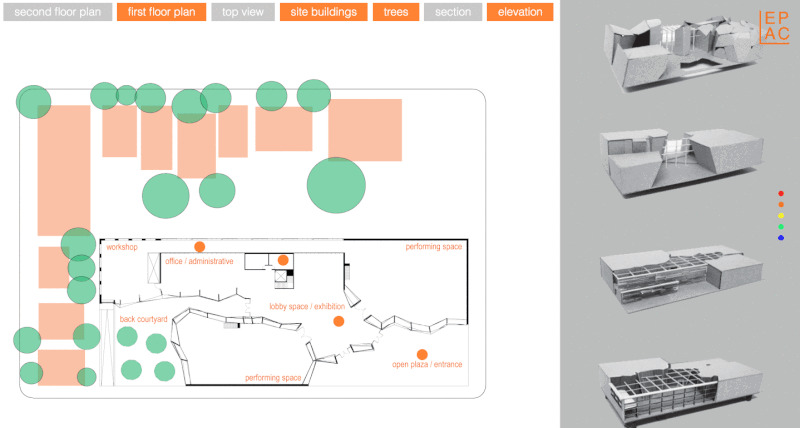 second floor plan
first floor plan
top view
site buildings
trees
section
elevation
EP
AC
workshop
performing space
office / administrative
lobby space / exhibition
back courtyard
open plaza / entrance
performing space